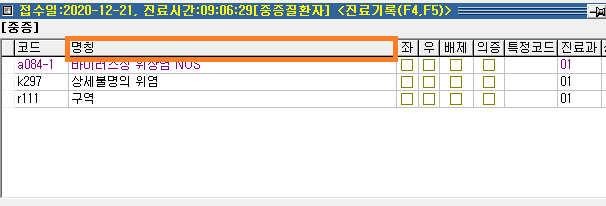 접수일:2020-12-21, 진료시간:09:06:29[중증질환자] <진료기록(F4,F5)>
[중증]
코드 명칭 좌 우 배제 의증 특정코드 진료과
a084-1 바이러스성 위장염 NOS 01
k297 상세불명의 위염 01
r111 구역 01